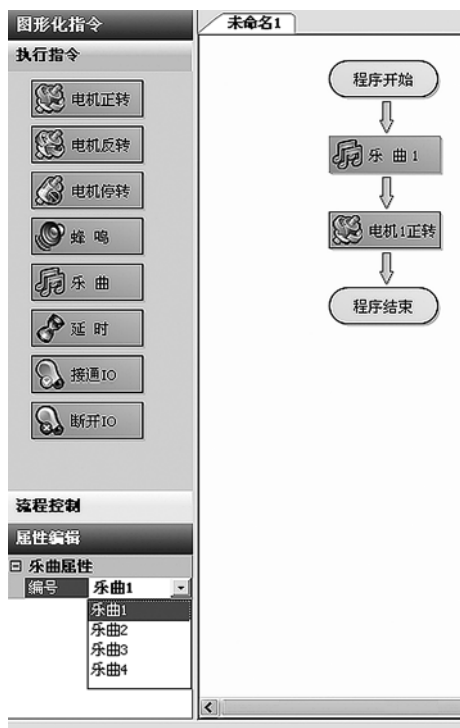 图形化指令
执行指令
电机正转
电机反转
电机停转
蜂 鸣
乐 曲
延 时
接通IO
断开IO
流程控制
属性编辑
乐曲属性
编号 乐曲1
乐曲1
乐曲2
乐曲3
乐曲4
未命名1
程序开始
乐 曲 1
电机1正转
程序结束